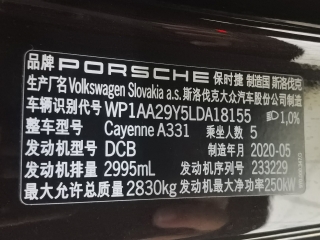 品牌 PORSCHE 保时捷 制造国 斯洛伐克
生产厂名 Volkswagen Slovakia a.s. 斯洛伐克大众汽车股份公司制造
车辆识别代号 WP1AA29Y5LDA18155 1,0%
整车型号 Cayenne A331 乘坐人数 5
发动机型号 DCB 制造年月 2020-05
发动机排量 2995mL 发动机序号 233229
最大允许总质量 2830kg 发动机最大净功率 250kW